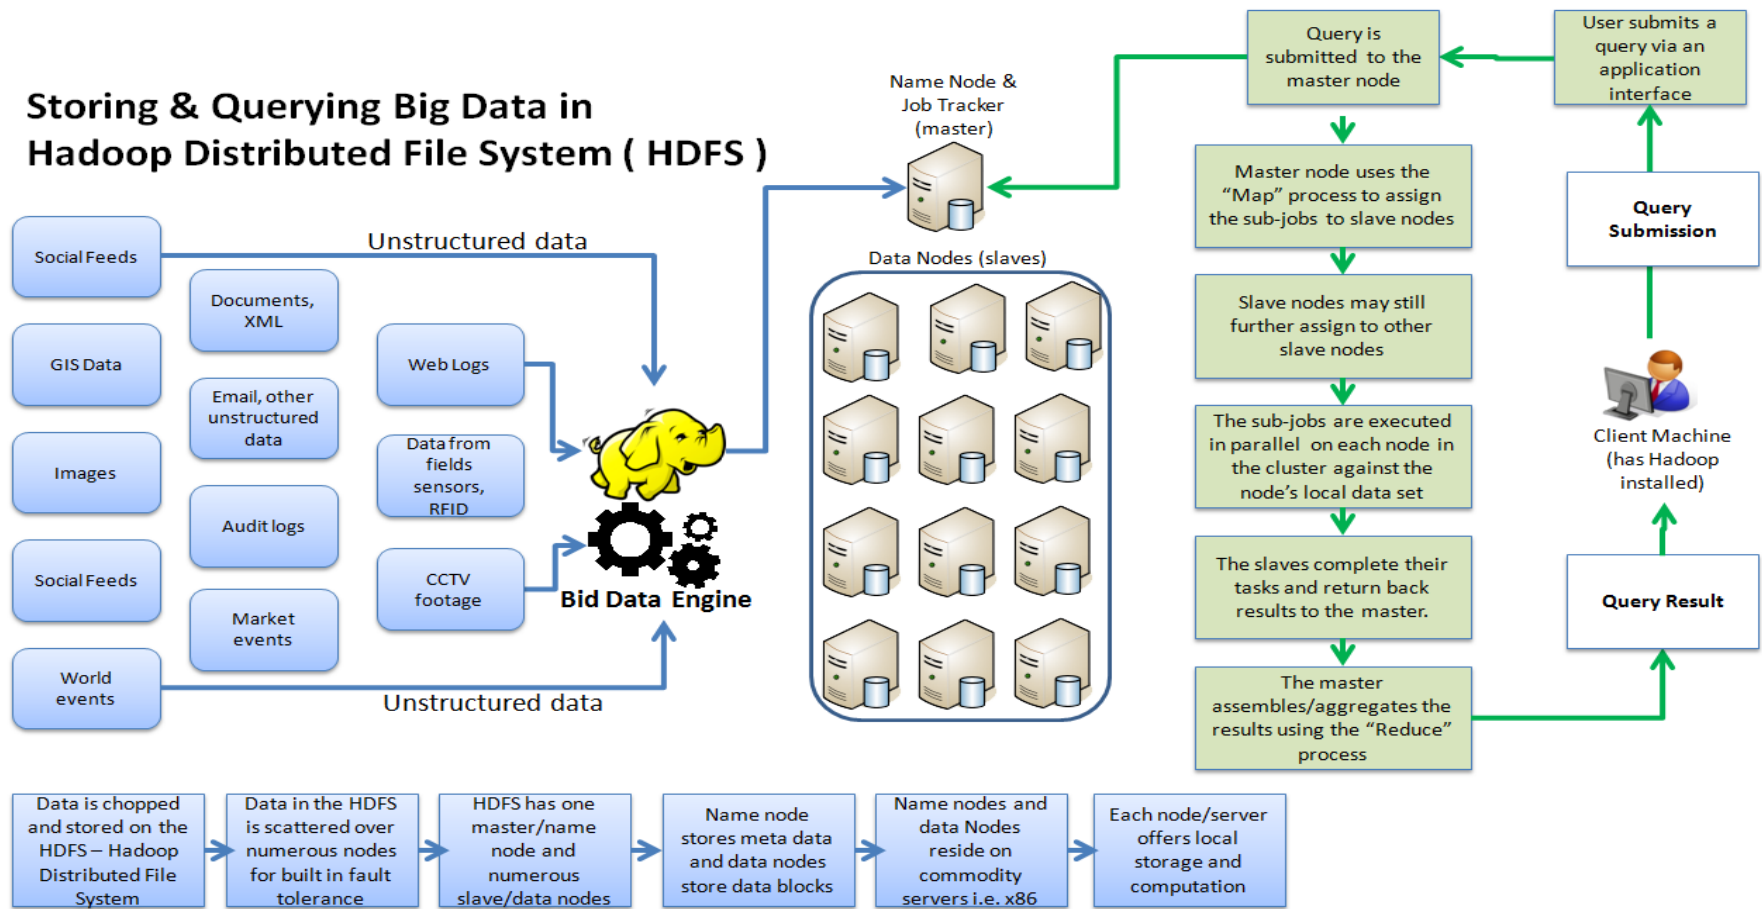 Storing & Querying Big Data in
Hadoop Distributed File System ( HDFS )
Social Feeds
GIS Data
Images
Social Feeds
World
events
Documents,
XML
Email, other
unstructured
data
Audit logs
Market
events
Web Logs
Data from
fields
sensors,
RFID
CCTV
footage
Unstructured data
Unstructured data
Bid Data Engine
Name Node &
Job Tracker
(master)
Data Nodes (slaves)
Query is
submitted to the
master node
Master node uses the
“Map” process to assign
the sub-jobs to slave nodes
Slave nodes may still
further assign to other
slave nodes
The sub-jobs are executed
in parallel on each node in
the cluster against the
node’s local data set
The slaves complete their
tasks and return back
results to the master.
The master
assembles/aggregates the
results using the “Reduce”
process
User submits a
query via an
application
interface
Query
Submission
Client Machine
(has Hadoop
installed)
Query Result
Data is chopped
and stored on the
HDFS – Hadoop
Distributed File
System
Data in the HDFS
is scattered over
numerous nodes
for built in fault
tolerance
HDFS has one
master/name
node and
numerous
slave/data nodes
Name node
stores meta data
and data nodes
store data blocks
Name nodes and
data Nodes
reside on
commodity
servers i.e. x86
Each node/server
offers local
storage and
computation